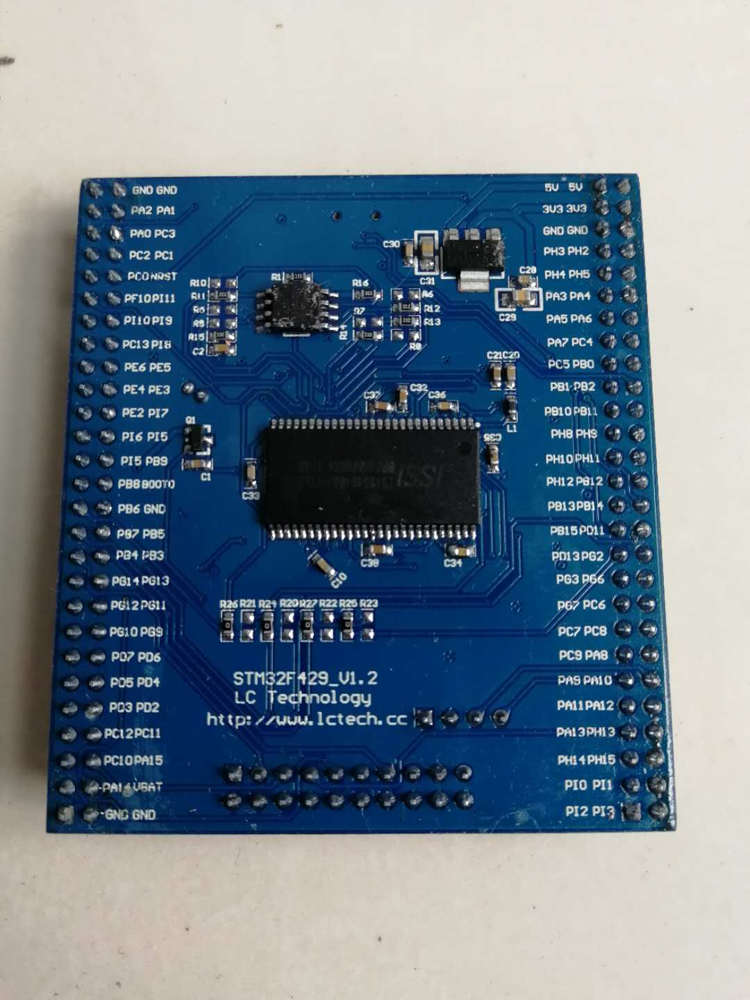 GND GND
PA2 PA1
PA0 PC3
PC2 PC1
PC0 NRST
PF10 PI11
PI10 PI9
PC13 PI8
PE6 PE5
PE4 PE3
PE2 PI7
PI6 PI5
PI5 PB9
PB8 BOOT0
PB6 GND
PB7 PB5
PB4 PB3
PG14 PG13
PG12 PG11
PG10 PG9
PD7 PD6
PD5 PD4
PD3 PD2
PC12 PC11
PC10 PA15
PA14 VBAT
GND GND
5V 5V
3V3 3V3
GND GND
PH3 PH2
PH4 PH5
PA3 PA4
PA5 PA6
PA7 PC4
PC5 PB0
PB1 PB2
PB10 PB11
PH8 PH9
PH10 PH11
PH12 PB12
PB13 PB14
PB15 PD11
PD13 PG2
PG3 PG6
PG7 PC6
PC7 PC8
PC9 PA8
PA9 PA10
PA11 PA12
PA13 PH13
PH14 PH15
PI0 PI1
PI2 PI3
C30
C31
C28
C29
R10
R11
R15
C2
R16
R7
R12
R13
C21 C20
L1
C37
C32
C36
C35
Q1
C1
C33
ISSI
C38
C34
C10
R26 R21 R24 R20 R27 R22 R25 R23
0 0 0 0
STM32F429_V1.2
LC Technology
http://www.lctech.cc